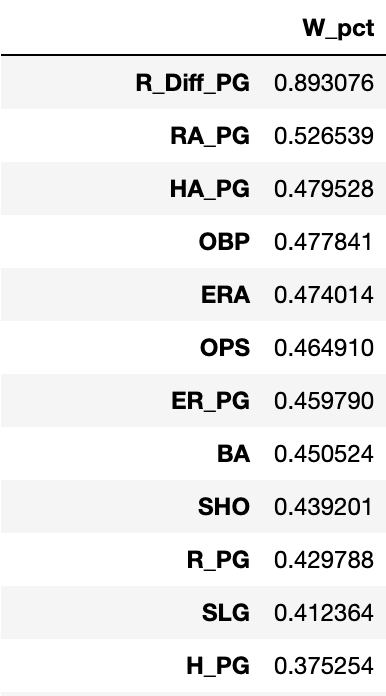 W_pct
R_Diff_PG 0.893076
RA_PG 0.526539
HA_PG 0.479528
OBP 0.477841
ERA 0.474014
OPS 0.464910
ER_PG 0.459790
BA 0.450524
SHO 0.439201
R_PG 0.429788
SLG 0.412364
H_PG 0.375254